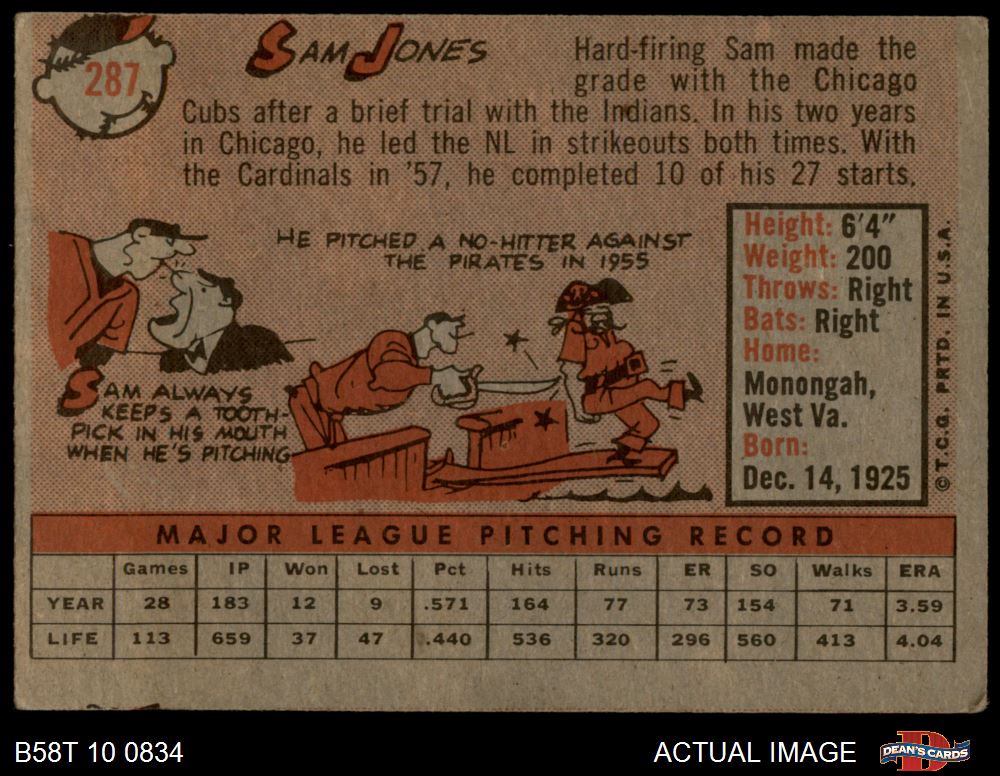 287
SAM JONES
Hard-firing Sam made the
grade with the Chicago
Cubs after a brief trial with the Indians. In his two years
in Chicago, he led the NL in strikeouts both times. With
the Cardinals in '57, he completed 10 of his 27 starts.
HE PITCHED A NO-HITTER AGAINST
THE PIRATES IN 1955
SAM ALWAYS
KEEPS A TOOTH-
PICK IN HIS MOUTH
WHEN HE'S PITCHING
Height: 6'4"
Weight: 200
Throws: Right
Bats: Right
Home:
Monongah,
West Va.
Born:
Dec. 14, 1925
© T.C.G. PRTD. IN U.S.A.
MAJOR LEAGUE PITCHING RECORD
Games IP Won Lost Pct Hits Runs ER SO Walks ERA
YEAR 28 183 12 9 .571 164 77 73 154 71 3.59
LIFE 113 659 37 47 .440 536 320 296 560 413 4.04
B58T 10 0834 ACTUAL IMAGE DEAN'S CARDS